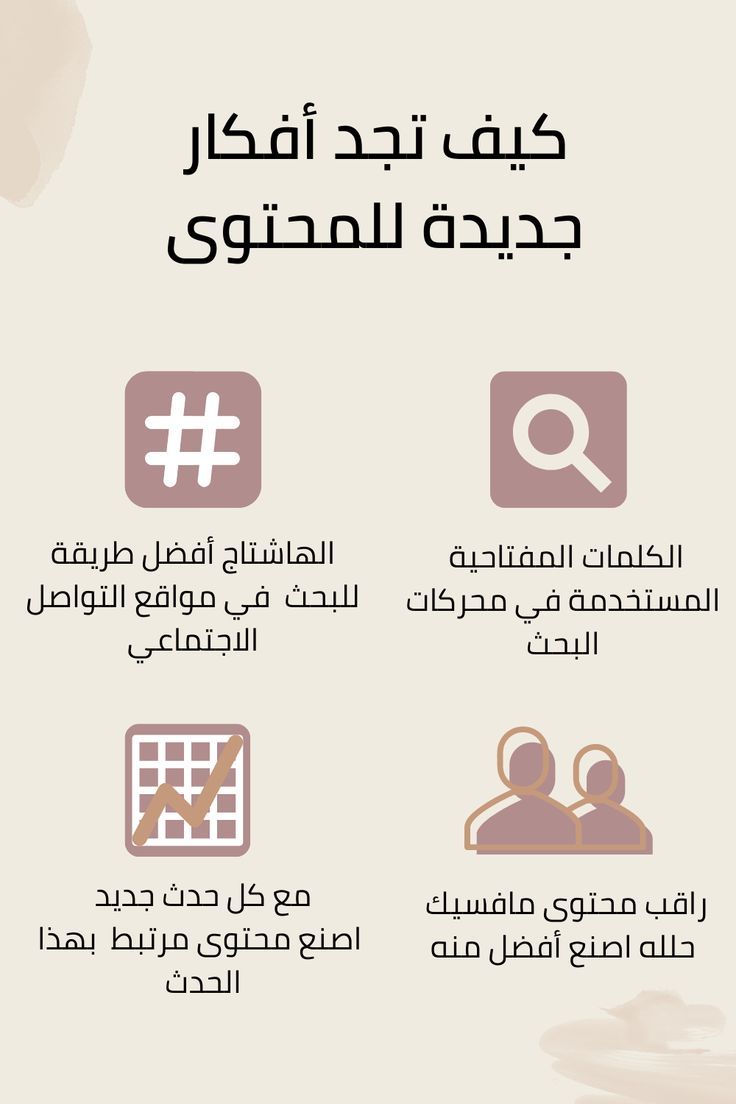 كيف تجد أفكار
جديدة للمحتوى
الكلمات المفتاحية
المستخدمة في محركات
البحث
الهاشتاج أفضل طريقة
للبحث في مواقع التواصل
الاجتماعي
راقب محتوى مافسيك
حلله اصنع أفضل منه
مع كل حدث جديد
اصنع محتوى مرتبط بهذا
الحدث